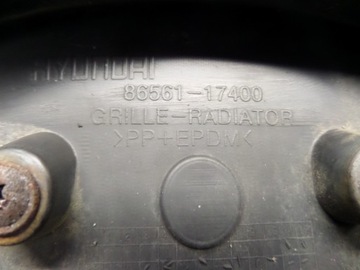 HYUNDAI
86561-17400
GRILLE-RADIATOR
>PP+EPDM<